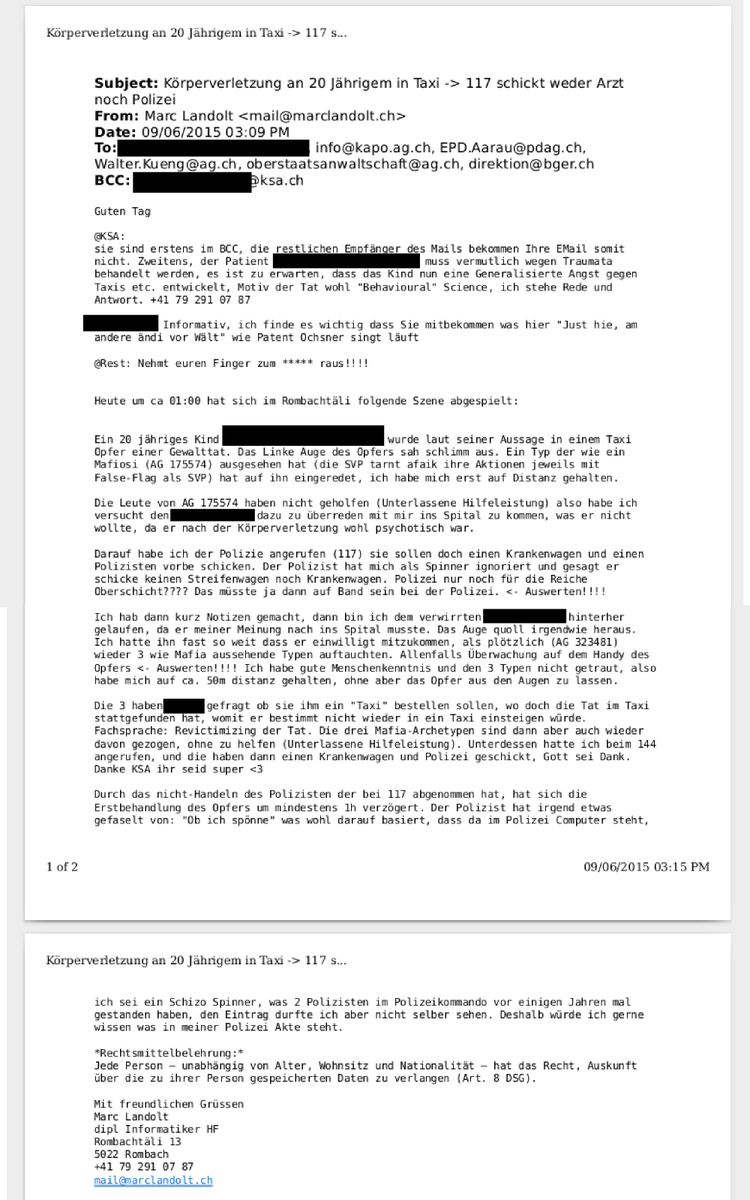 Körperverletzung an 20 Jährigem in Taxi -> 117 s...
Subject: Körperverletzung an 20 Jährigem in Taxi -> 117 schickt weder Arzt
noch Polizei
From: Marc Landolt <mail@marclandolt.ch>
Date: 09/06/2015 03:09 PM
To: , info@kapo.ag.ch, EPD.Aarau@pdag.ch,
Walter.Kueng@ag.ch, oberstaatsanwaltschaft@ag.ch, direktion@bger.ch
BCC: @ksa.ch
Guten Tag
@KSA:
sie sind erstens im BCC, die restlichen Empfänger des Mails bekommen Ihre EMail somit
nicht. Zweitens, der Patient muss vermutlich wegen Traumata
behandelt werden, es ist zu erwarten, dass das Kind nun eine Generalisierte Angst gegen
Taxis etc. entwickelt, Motiv der Tat wohl "Behavioural" Science, ich stehe Rede und
Antwort. +41 79 291 07 87
Informativ, ich finde es wichtig dass Sie mitbekommen was hier "Just hie, am
andere ändi vor Wält" wie Patent Ochsner singt läuft
@Rest: Nehmt euren Finger zum ***** raus!!!!
Heute um ca 01:00 hat sich im Rombachtäli folgende Szene abgespielt:
Ein 20 jähriges Kind wurde laut seiner Aussage in einem Taxi
Opfer einer Gewalttat. Das Linke Auge des Opfers sah schlimm aus. Ein Typ der wie ein
Mafiosi (AG 175574) ausgesehen hat (die SVP tarnt afaik ihre Aktionen jeweils mit
False-Flag als SVP) hat auf ihn eingeredet, ich habe mich erst auf Distanz gehalten.
Die Leute von AG 175574 haben nicht geholfen (Unterlassene Hilfeleistung) also habe ich
versucht den dazu zu überreden mit mir ins Spital zu kommen, was er nicht
wollte, da er nach der Körperverletzung wohl psychotisch war.
Darauf habe ich der Polizie angerufen (117) sie sollen doch einen Krankenwagen und einen
Polizisten vorbe schicken. Der Polizist hat mich als Spinner ignoriert und gesagt er
schicke keinen Streifenwagen noch Krankenwagen. Polizei nur noch für die Reiche
Oberschicht???? Das müsste ja dann auf Band sein bei der Polizei. <- Auswerten!!!!
Ich hab dann kurz Notizen gemacht, dann bin ich dem verwirrten hinterher
gelaufen, da er meiner Meinung nach ins Spital musste. Das Auge quoll irgendwie heraus.
Ich hatte ihn fast so weit dass er einwilligt mitzukommen, als plötzlich (AG 323481)
wieder 3 wie Mafia aussehende Typen auftauchten. Allenfalls Überwachung auf dem Handy des
Opfers <- Auswerten!!!! Ich habe gute Menschenkenntnis und den 3 Typen nicht getraut, also
habe mich auf ca. 50m distanz gehalten, ohne aber das Opfer aus den Augen zu lassen.
Die 3 haben gefragt ob sie ihm ein "Taxi" bestellen sollen, wo doch die Tat im Taxi
stattgefunden hat, womit er bestimmt nicht wieder in ein Taxi einsteigen würde.
Fachsprache: Revictimizing der Tat. Die drei Mafia-Archetypen sind dann aber auch wieder
davon gezogen, ohne zu helfen (Unterlassene Hilfeleistung). Unterdessen hatte ich beim 144
angerufen, und die haben dann einen Krankenwagen und Polizei geschickt, Gott sei Dank.
Danke KSA ihr seid super <3
Durch das nicht-Handeln des Polizisten der bei 117 abgenommen hat, hat sich die
Erstbehandlung des Opfers um mindestens 1h verzögert. Der Polizist hat irgend etwas
gefaselt von: "Ob ich spönne" was wohl darauf basiert, dass da im Polizei Computer steht,
1 of 2
09/06/2015 03:15 PM
Körperverletzung an 20 Jährigem in Taxi -> 117 s...
ich sei ein Schizo Spinner, was 2 Polizisten im Polizeikommando vor einigen Jahren mal
gestanden haben, den Eintrag durfte ich aber nicht selber sehen. Deshalb würde ich gerne
wissen was in meiner Polizei Akte steht.
*Rechtsmittelbelehrung:*
Jede Person – unabhängig von Alter, Wohnsitz und Nationalität – hat das Recht, Auskunft
über die zu ihrer Person gespeicherten Daten zu verlangen (Art. 8 DSG).
Mit freundlichen Grüssen
Marc Landolt
dipl Informatiker HF
Rombachtäli 13
5022 Rombach
+41 79 291 07 87
mail@marclandolt.ch